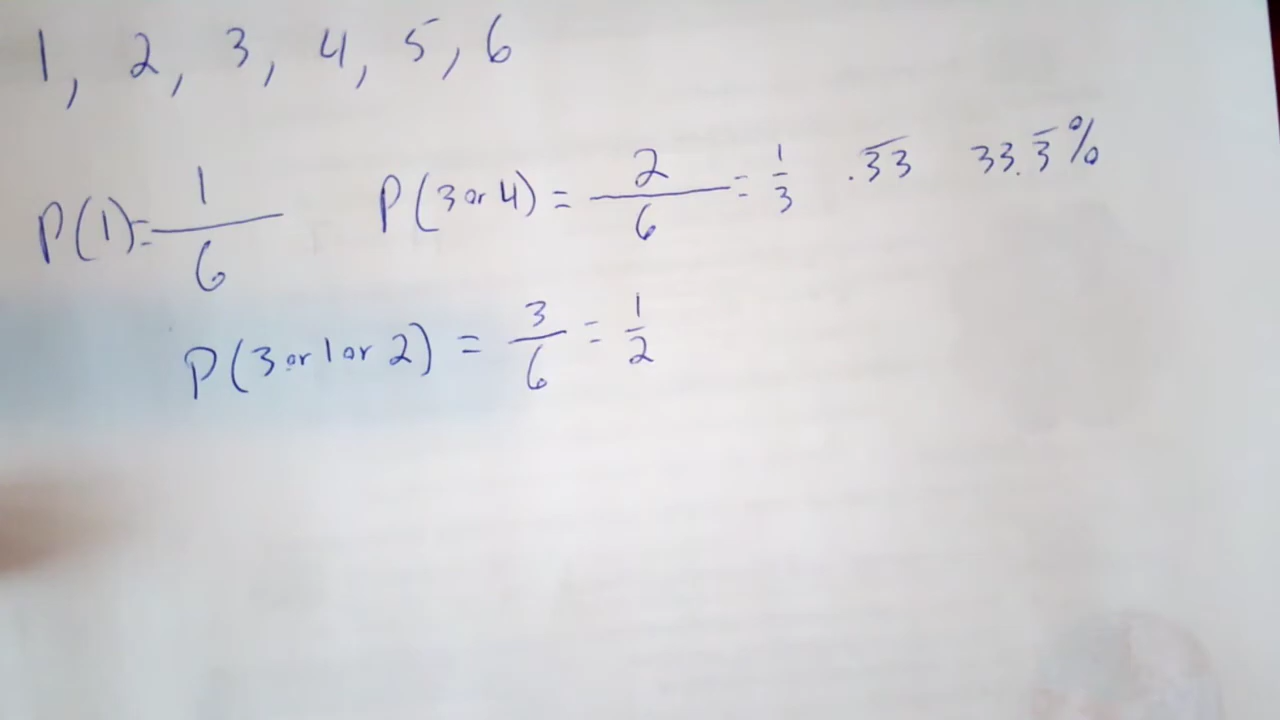 1, 2, 3, 4, 5, 6
P(1) = 1/6 P(3 or 4) = 2/6 = 1/3 .3̅3̅ 33.3̅%
P(3 or 1 or 2) = 3/6 = 1/2